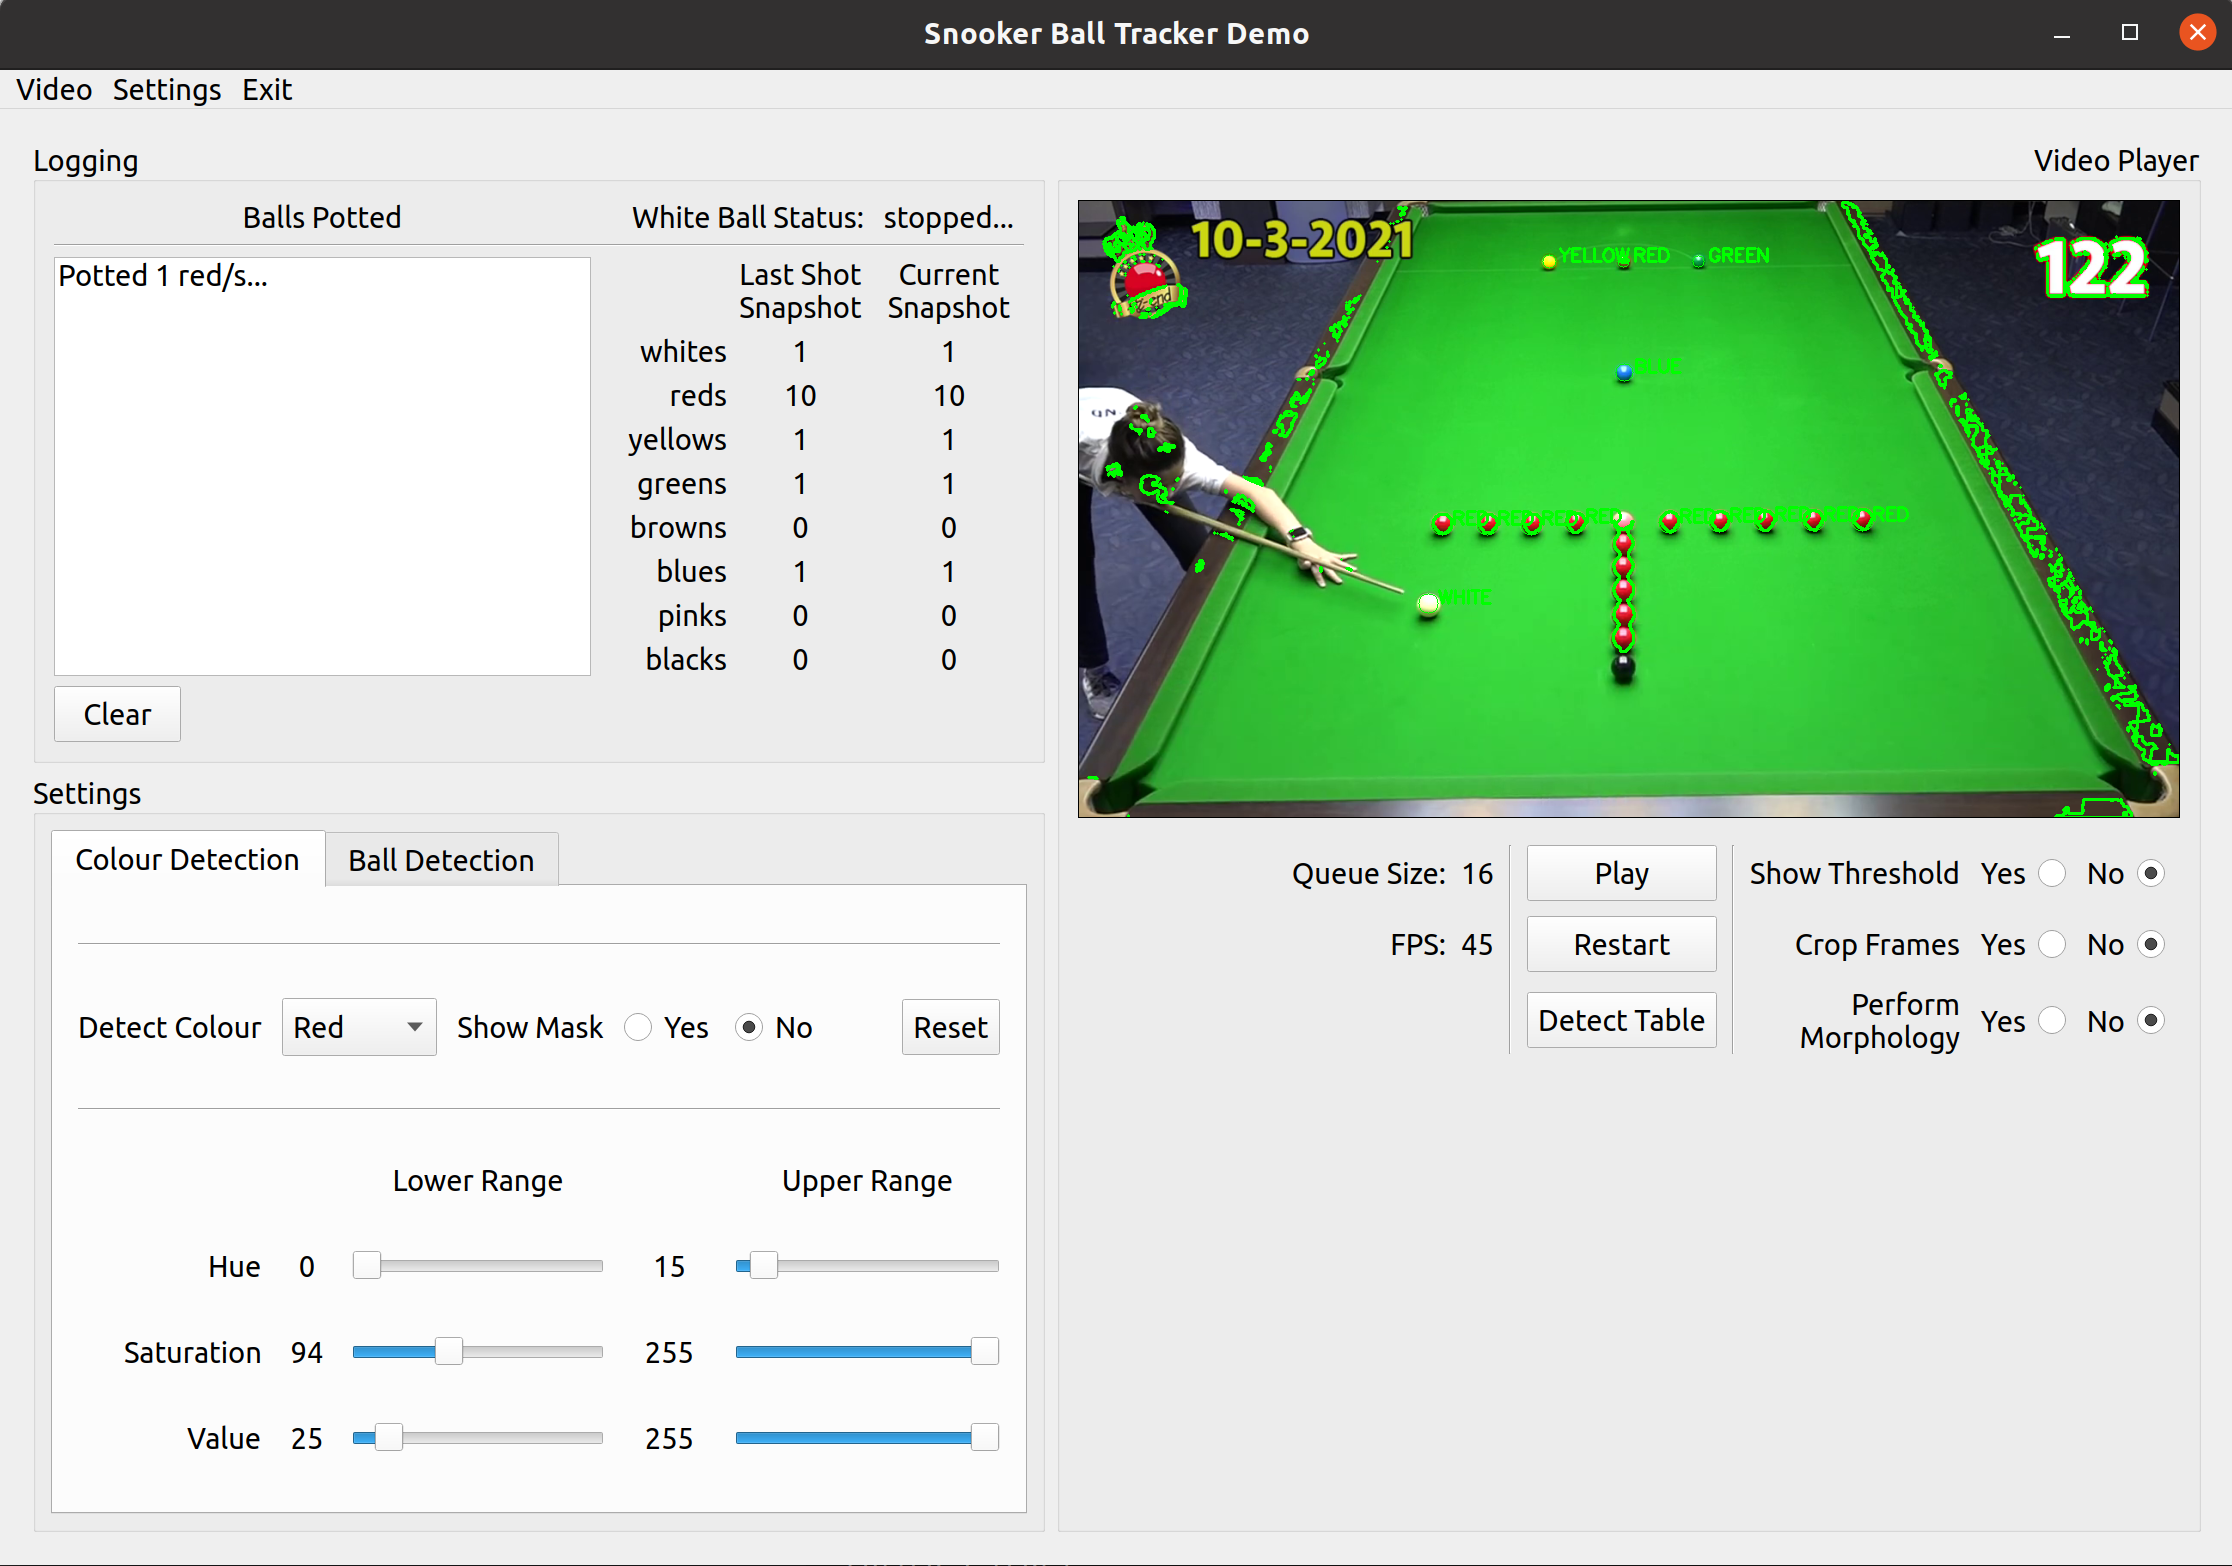 Snooker Ball Tracker Demo
Video Settings Exit
Logging
Balls Potted
Potted 1 red/s...
Clear
White Ball Status: stopped...
Last Shot Snapshot
Current Snapshot
whites 1 1
reds 10 10
yellows 1 1
greens 1 1
browns 0 0
blues 1 1
pinks 0 0
blacks 0 0
Settings
Colour Detection
Ball Detection
Detect Colour Red
Show Mask Yes No
Reset
Lower Range Upper Range
Hue 0 15
Saturation 94 255
Value 25 255
Video Player
10-3-2021
122
YELLOW RED GREEN
BLUE
RED RED RED RED RED RED RED RED RED
WHITE
Queue Size: 16
FPS: 45
Play
Restart
Detect Table
Show Threshold Yes No
Crop Frames Yes No
Perform
Morphology Yes No